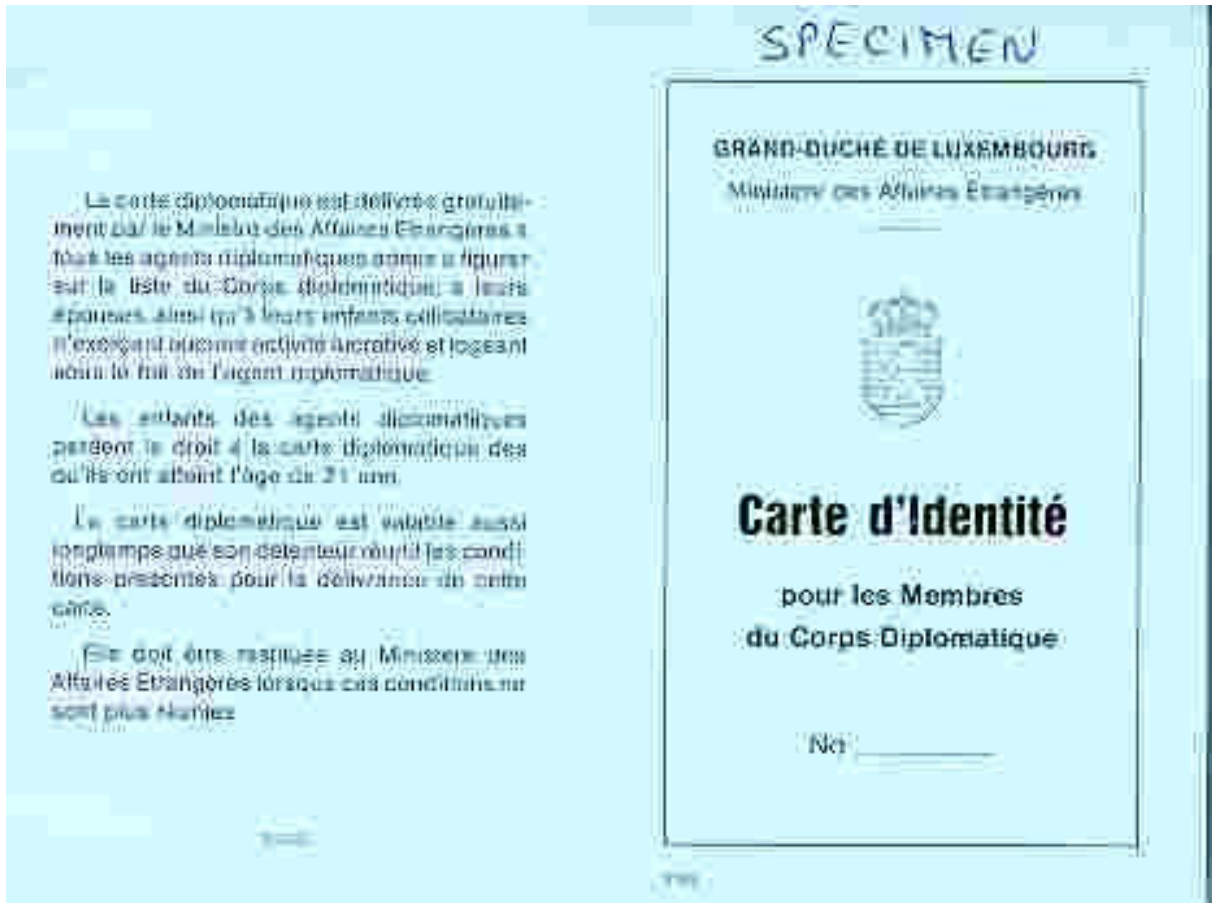 La carte diplomatique est délivrée gratuite-
ment par le Ministre des Affaires Etrangères à
tous les agents diplomatiques admis à figurer
sur la liste du Corps diplomatique, à leurs
épouses, ainsi qu'à leurs enfants célibataires
n'exerçant aucune activité lucrative et logeant
sous le toit de l'agent diplomatique.
Les enfants des agents diplomatiques
perdent le droit à la carte diplomatique dès
qu'ils ont atteint l'âge de 21 ans.
La carte diplomatique est valable aussi
longtemps que son détenteur réunit les condi-
tions présentes pour la délivrance de cette
carte.
Elle doit être restituée au Ministère des
Affaires Etrangères lorsque ces conditions ne
sont plus réunies
SPECIMEN
GRAND-DUCHÉ DE LUXEMBOURG
Ministère des Affaires Etrangères
Carte d'Identité
pour les Membres
du Corps Diplomatique
No